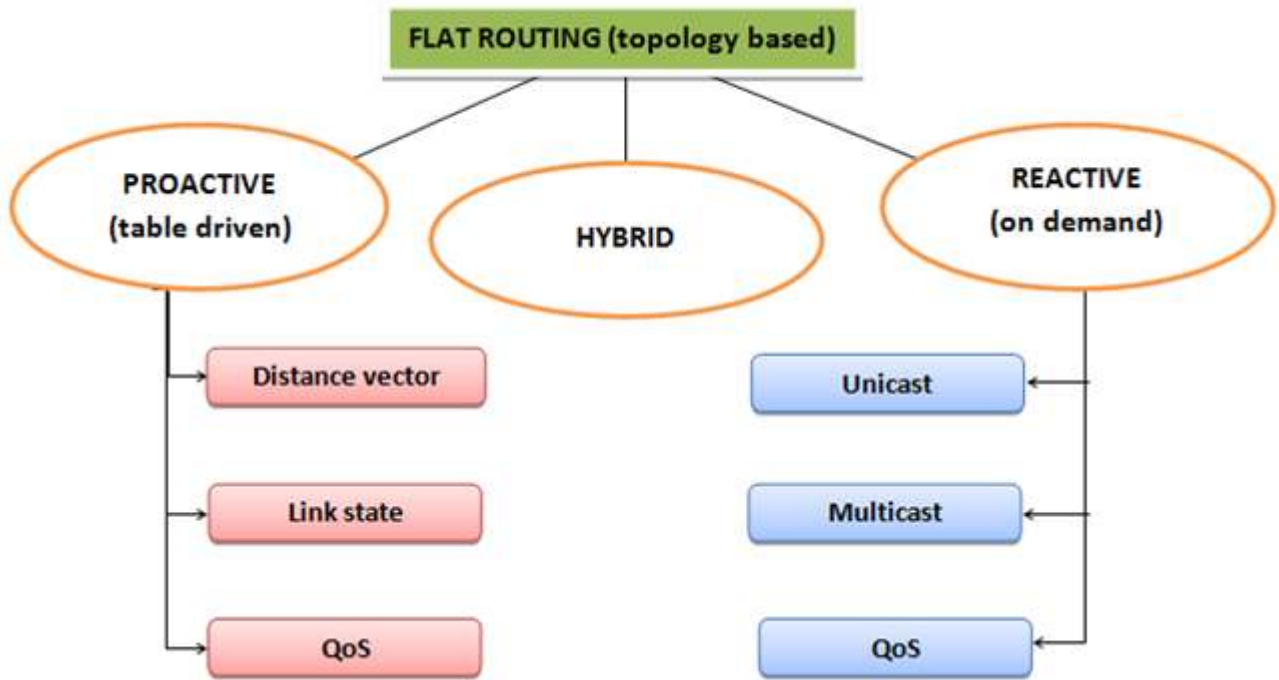 FLAT ROUTING (topology based)
PROACTIVE
(table driven)
HYBRID
REACTIVE
(on demand)
Distance vector
Link state
QoS
Unicast
Multicast
QoS